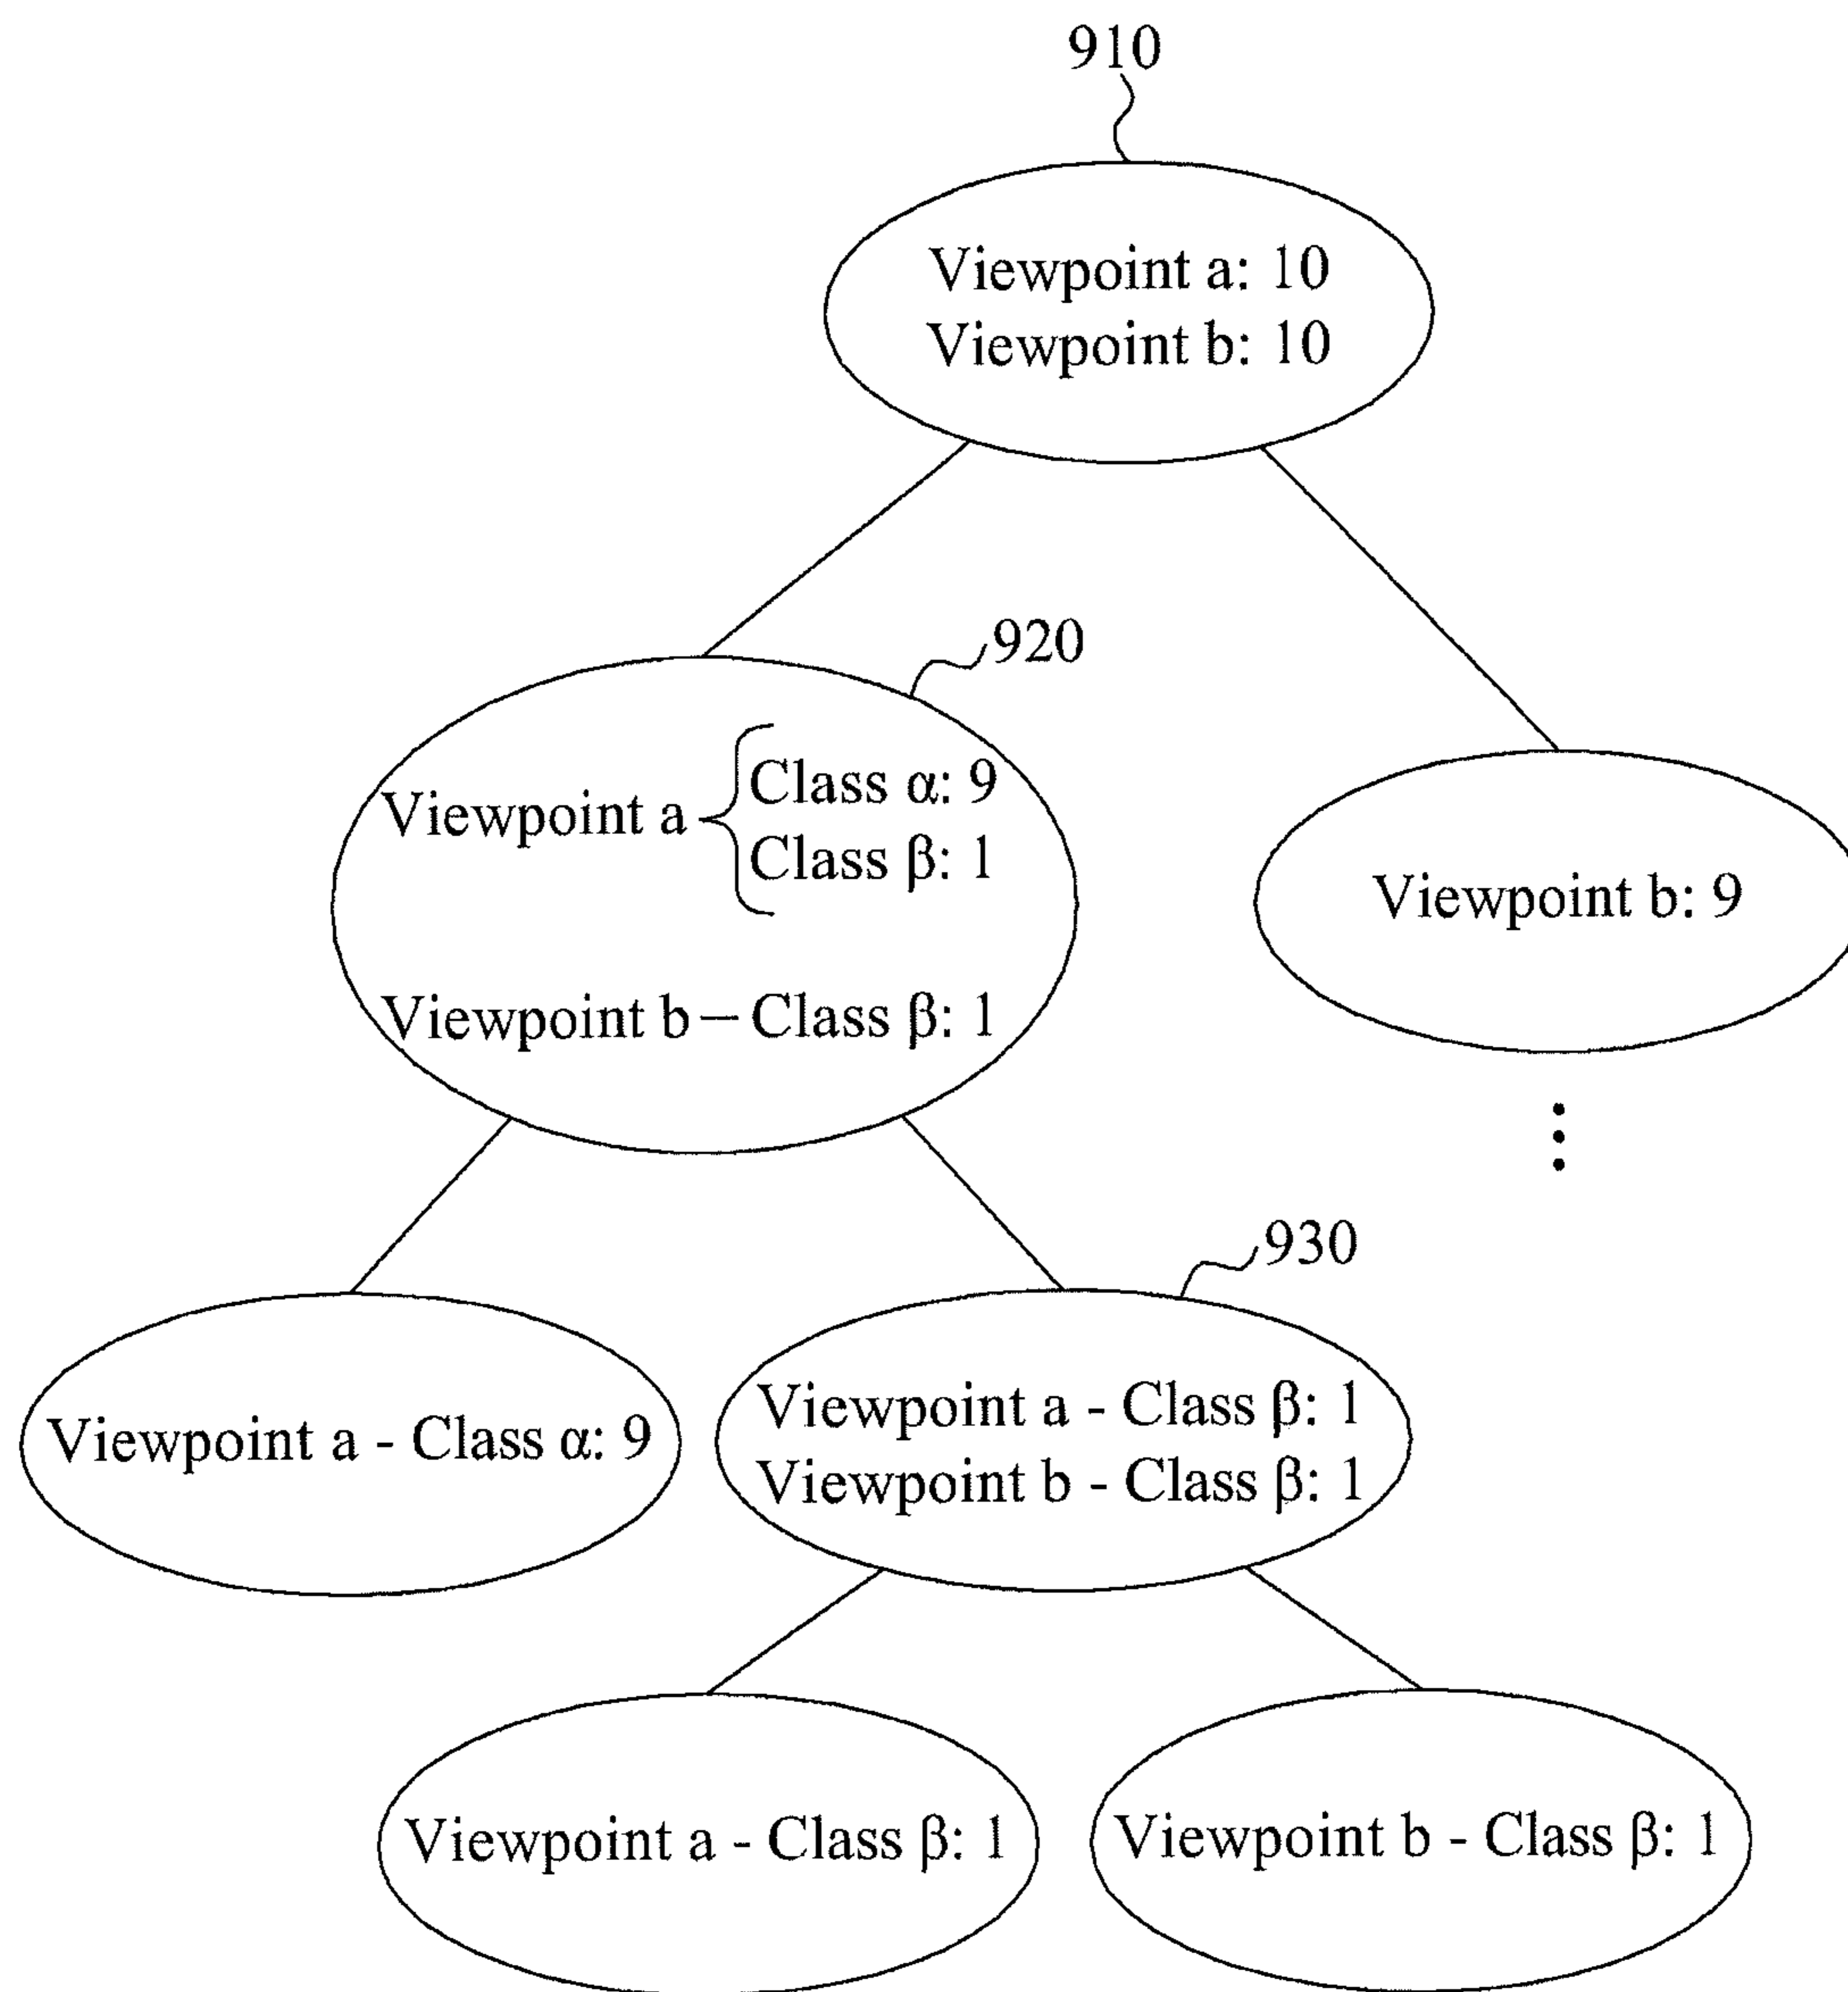 910
Viewpoint a: 10
Viewpoint b: 10
920
Viewpoint a
Class α: 9
Class β: 1
Viewpoint b – Class β: 1
Viewpoint b: 9
930
Viewpoint a - Class α: 9
Viewpoint a - Class β: 1
Viewpoint b - Class β: 1
Viewpoint a - Class β: 1
Viewpoint b - Class β: 1